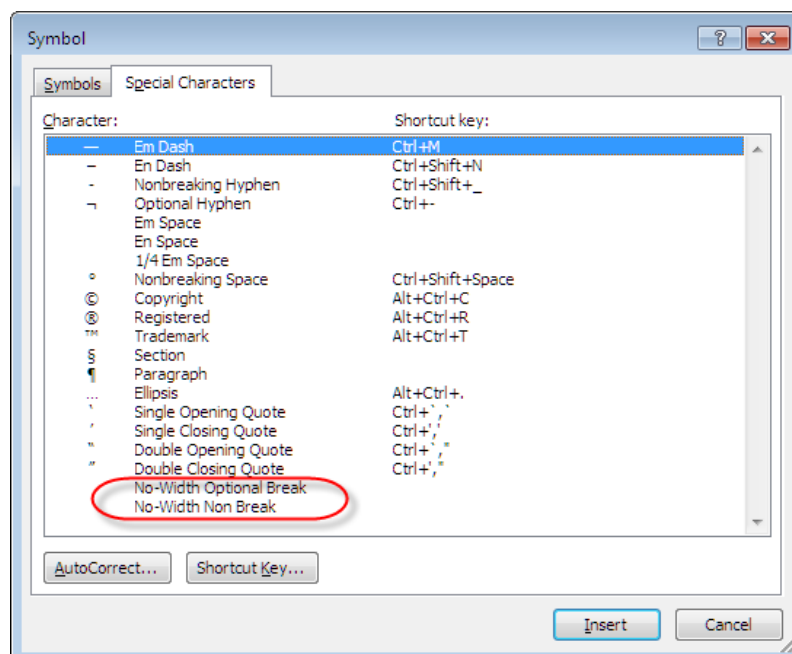 Symbol
Symbols Special Characters
Character: Shortcut key:
— Em Dash Ctrl+M
– En Dash Ctrl+Shift+N
- Nonbreaking Hyphen Ctrl+Shift+_
¬ Optional Hyphen Ctrl+-
Em Space
En Space
1/4 Em Space
° Nonbreaking Space Ctrl+Shift+Space
© Copyright Alt+Ctrl+C
® Registered Alt+Ctrl+R
™ Trademark Alt+Ctrl+T
§ Section
¶ Paragraph
… Ellipsis Alt+Ctrl+.
‘ Single Opening Quote Ctrl+`,`
’ Single Closing Quote Ctrl+','
“ Double Opening Quote Ctrl+`,"
” Double Closing Quote Ctrl+',"
No-Width Optional Break
No-Width Non Break
AutoCorrect... Shortcut Key...
Insert Cancel